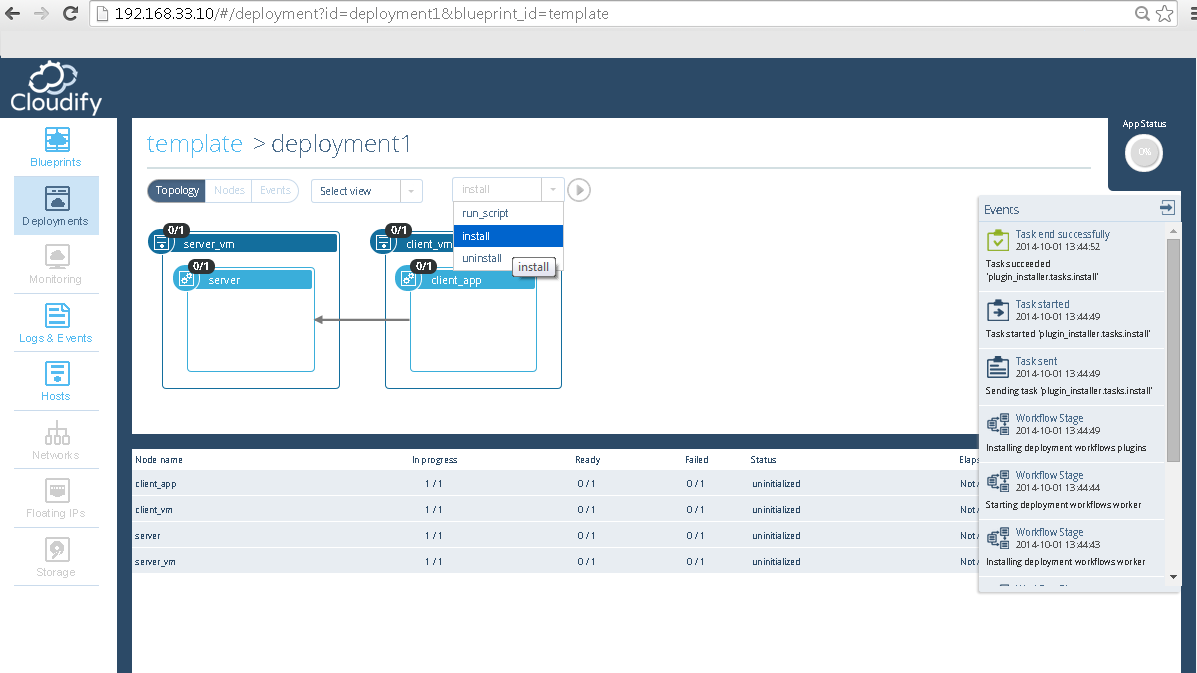 192.168.33.10/#/deployment?id=deployment1&blueprint_id=template
Cloudify
Blueprints
Deployments
Monitoring
Logs & Events
Hosts
Networks
Floating IPs
Storage
template > deployment1
App Status
0%
Topology Nodes Events Select view install
run_script
install
uninstall
install
0/1 server_vm
0/1 server
0/1 client_vm
0/1 client_app
Node name In progress Ready Failed Status
client_app 1 / 1 0 / 1 0 / 1 uninitialized
client_vm 1 / 1 0 / 1 0 / 1 uninitialized
server 1 / 1 0 / 1 0 / 1 uninitialized
server_vm 1 / 1 0 / 1 0 / 1 uninitialized
Events
Task end successfully
2014-10-01 13:44:52
Task succeeded
'plugin_installer.tasks.install'
Task started
2014-10-01 13:44:49
Task started 'plugin_installer.tasks.install'
Task sent
2014-10-01 13:44:49
Sending task 'plugin_installer.tasks.install'
Workflow Stage
2014-10-01 13:44:49
Installing deployment workflows plugins
Workflow Stage
2014-10-01 13:44:44
Starting deployment workflows worker
Workflow Stage
2014-10-01 13:44:43
Installing deployment workflows worker